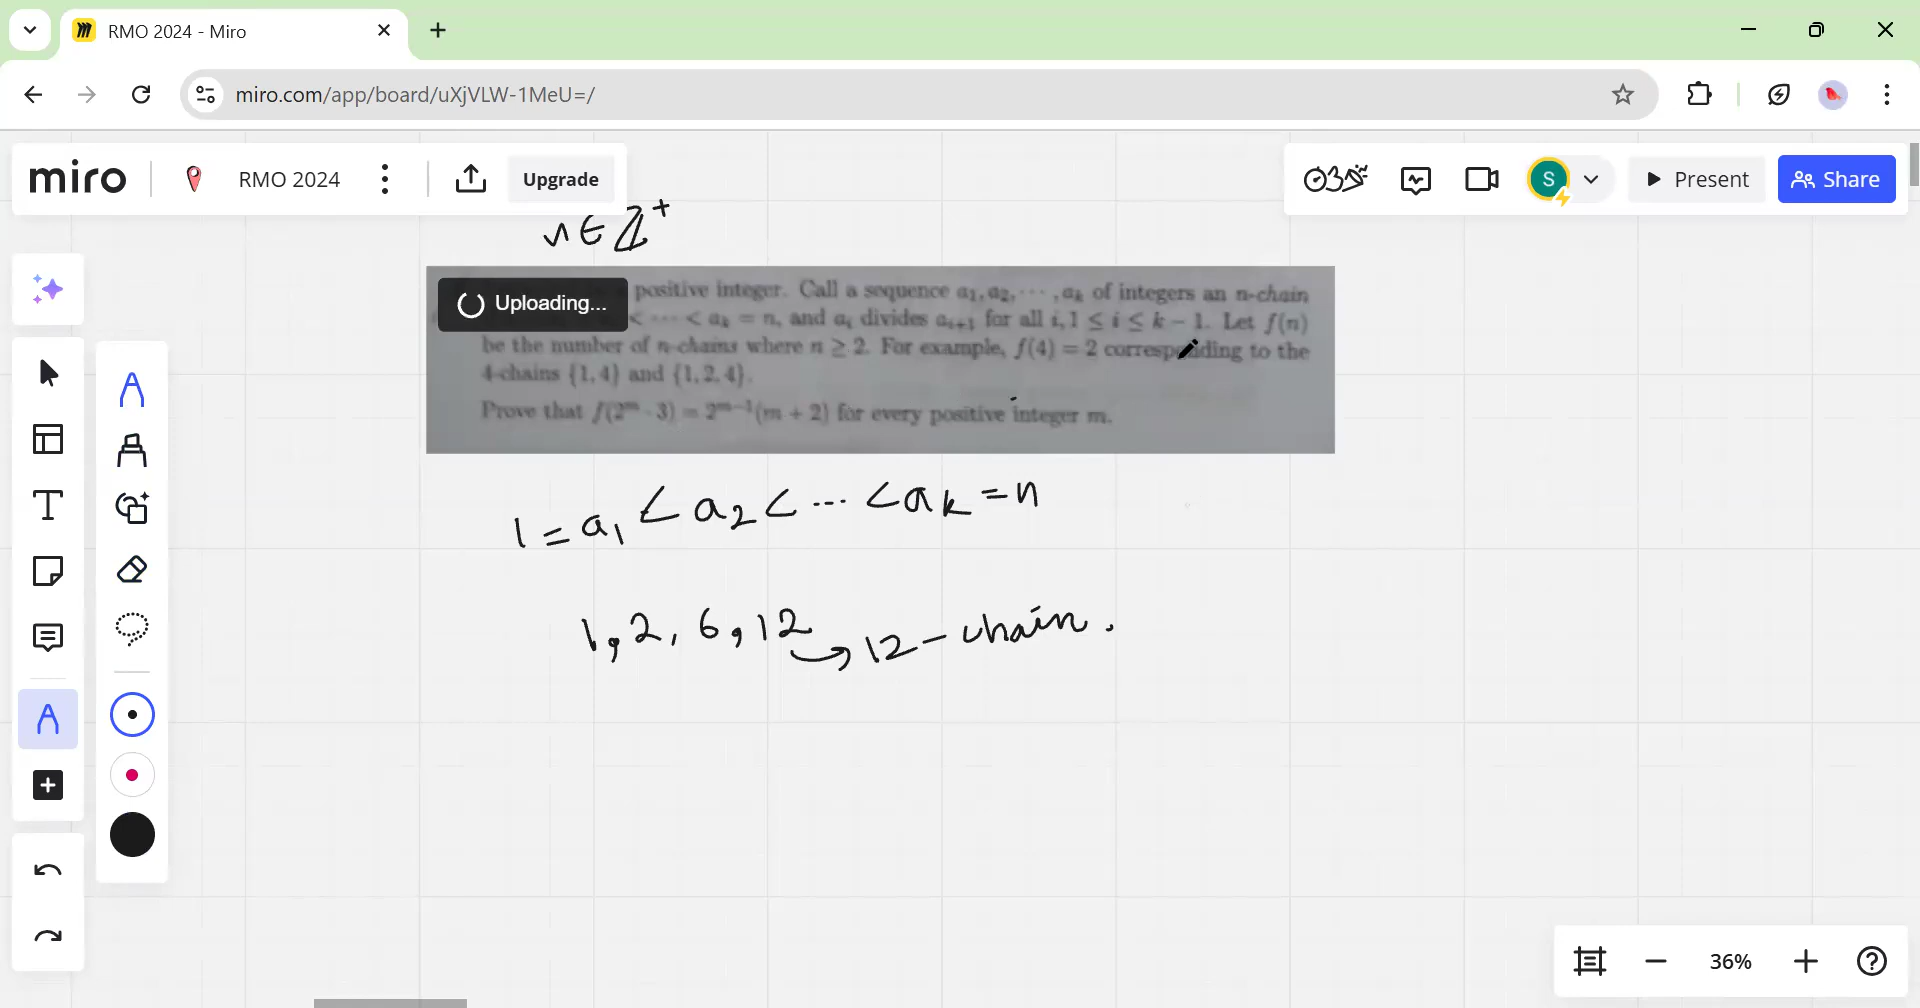 RMO 2024 - Miro
miro.com/app/board/uXjVLW-1MeU=/
miro
RMO 2024
Upgrade
S
Present
Share
n ∈ ℤ⁺
Uploading...
positive integer. Call a sequence a₁, a₂, ⋯ , aₖ of integers an n-chain
< ⋯ < aₖ = n, and aᵢ divides aᵢ₊₁ for all i, 1 ≤ i ≤ k − 1. Let f(n)
be the number of n-chains where n ≥ 2. For example, f(4) = 2 corresponding to the
4-chains {1, 4} and {1, 2, 4}.
Prove that f(2ᵐ · 3) = 2ᵐ⁻¹(m + 2) for every positive integer m.
1 = a₁ < a₂ < ... < aₖ = n
1, 2, 6, 12 → 12 - chain.
36%